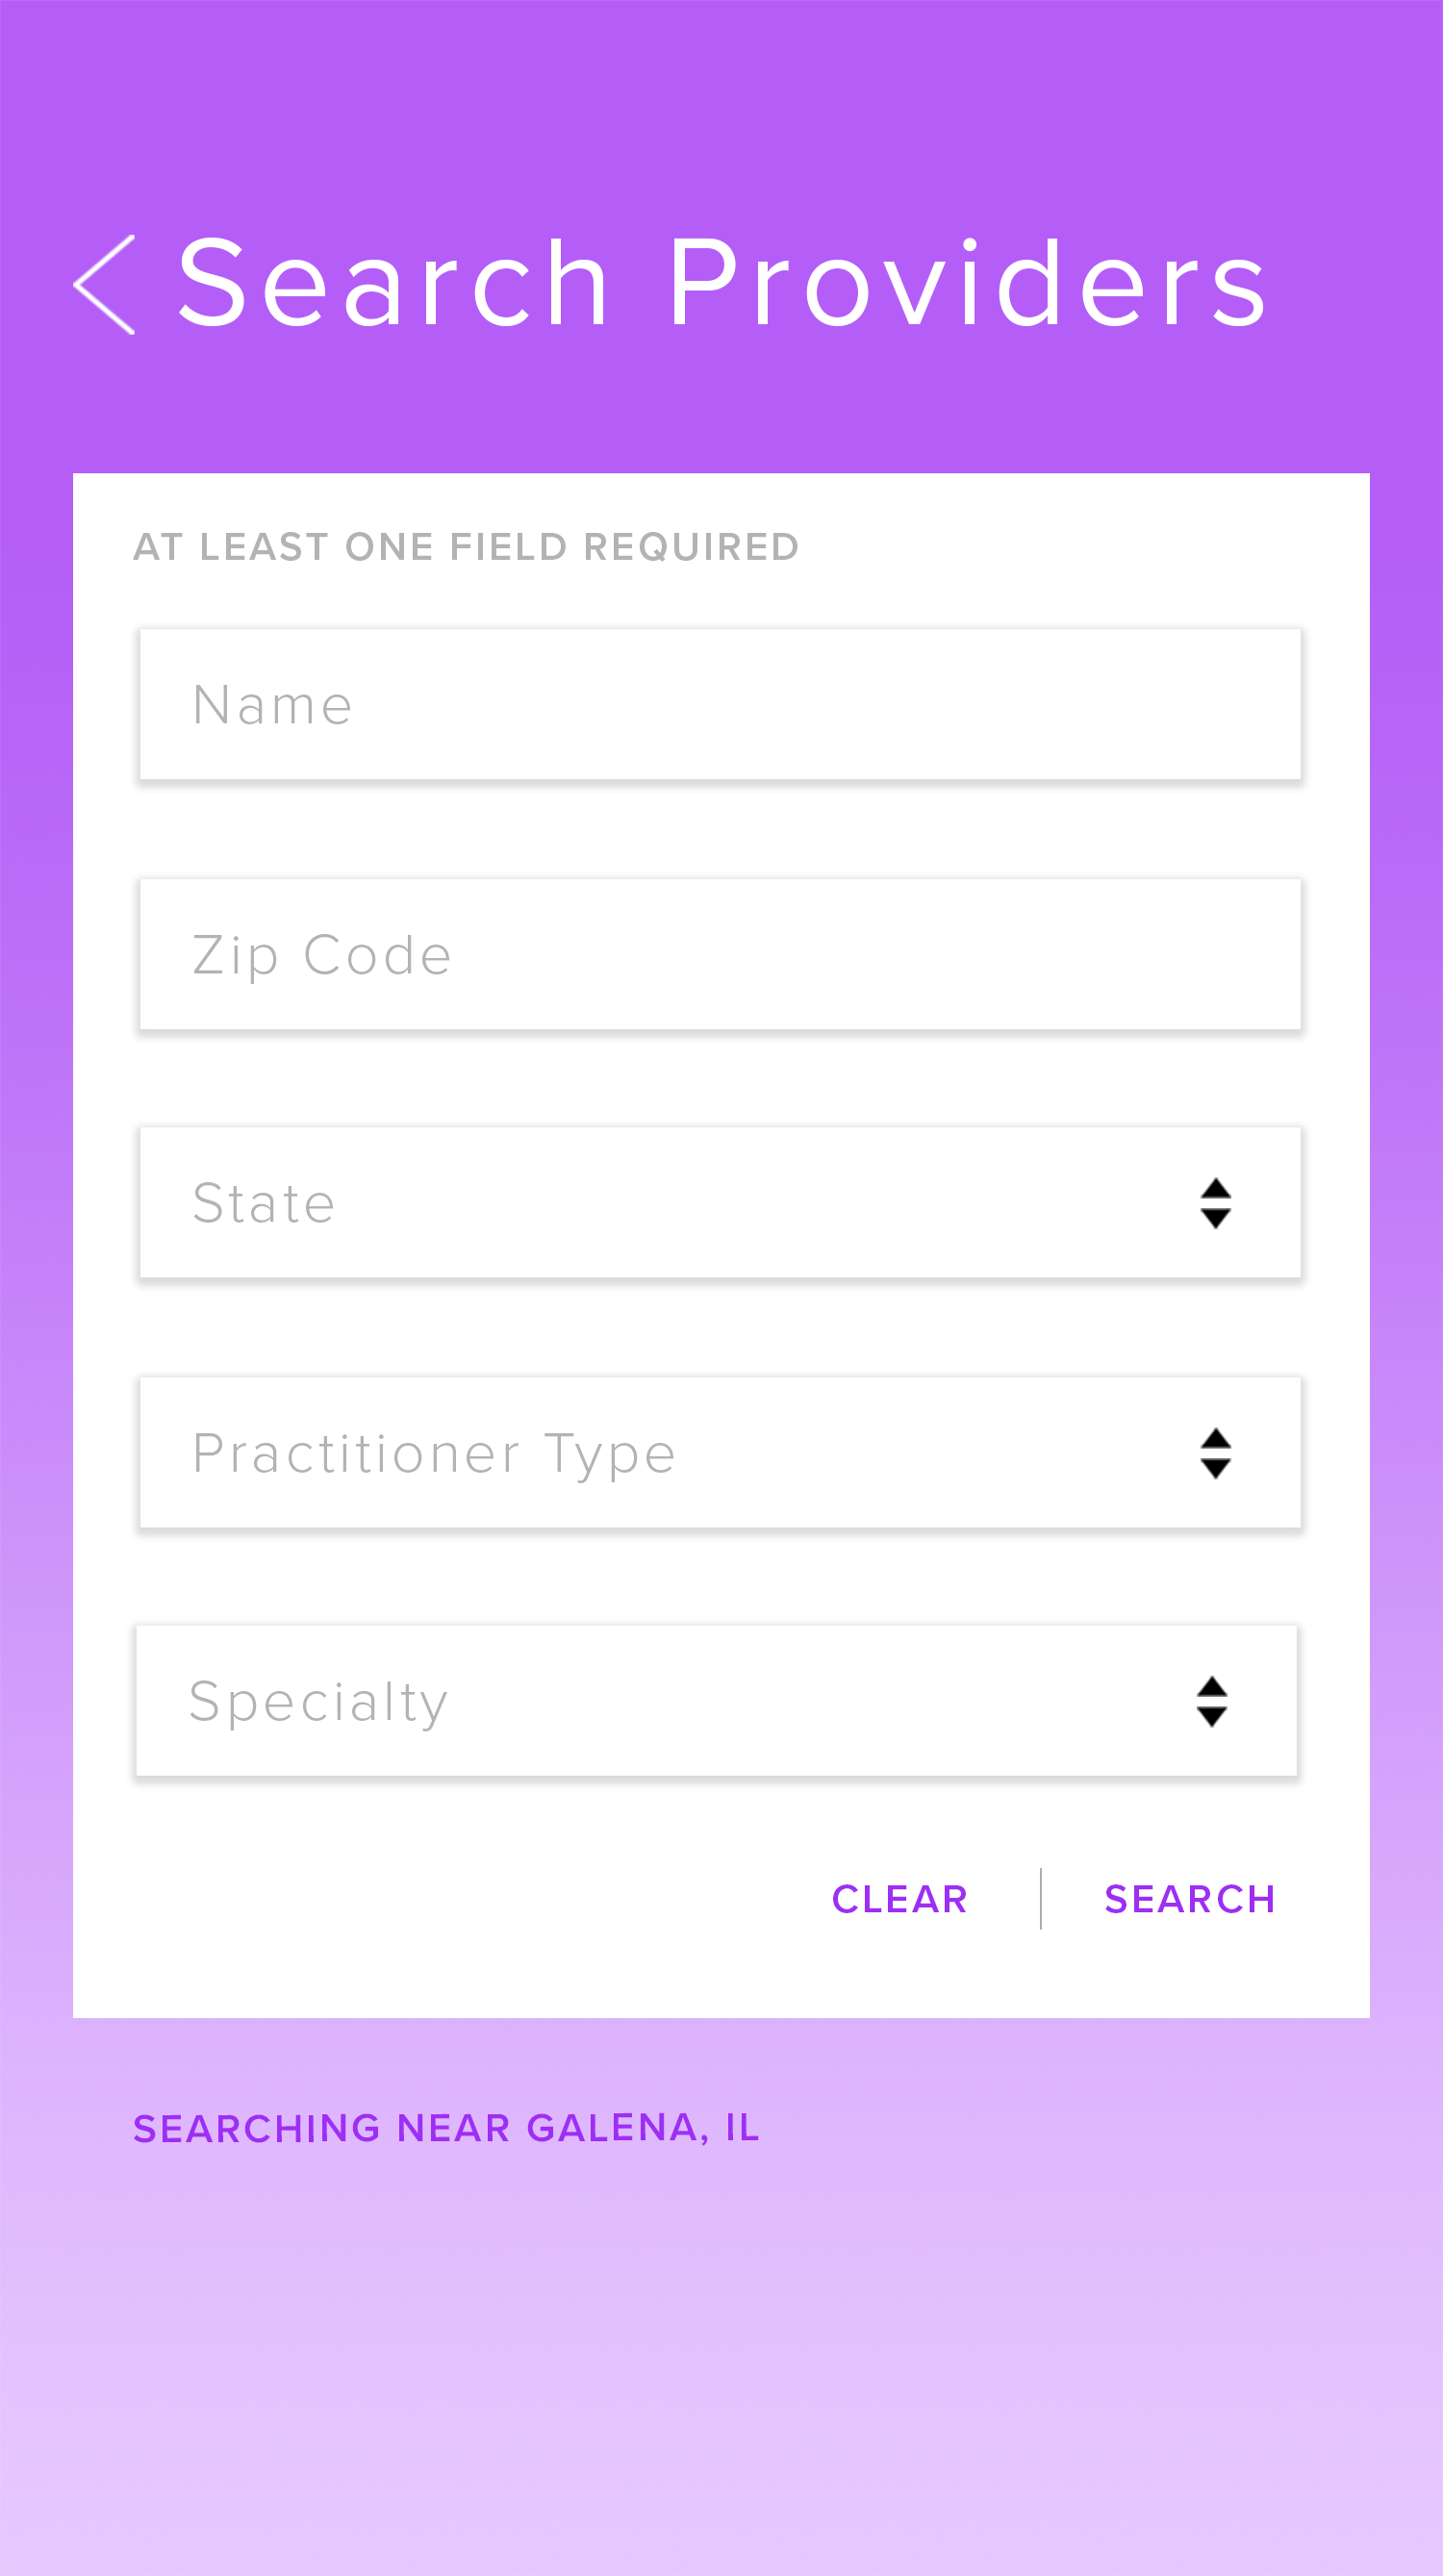 Search Providers
AT LEAST ONE FIELD REQUIRED
Name
Zip Code
State
Practitioner Type
Specialty
CLEAR
SEARCH
SEARCHING NEAR GALENA, IL